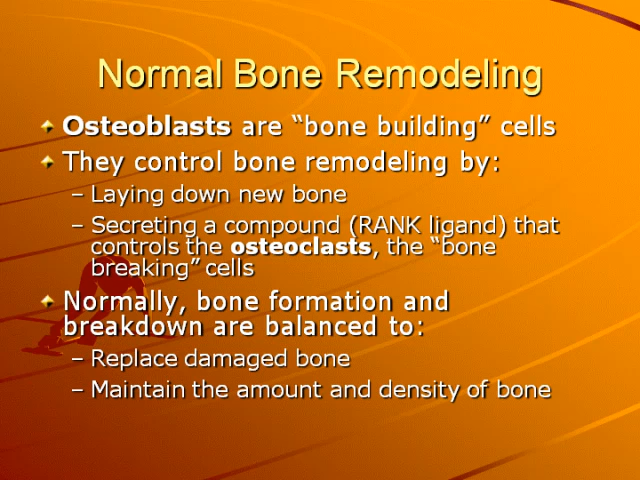 Normal Bone Remodeling
Osteoblasts are “bone building” cells
They control bone remodeling by:
– Laying down new bone
– Secreting a compound (RANK ligand) that
controls the osteoclasts, the “bone
breaking” cells
Normally, bone formation and
breakdown are balanced to:
– Replace damaged bone
– Maintain the amount and density of bone